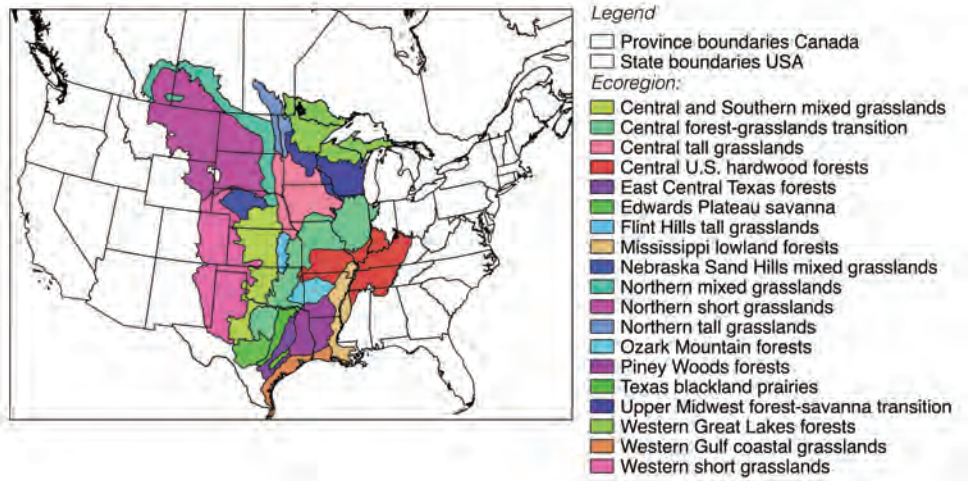 Legend
Province boundaries Canada
State boundaries USA
Ecoregion:
Central and Southern mixed grasslands
Central forest-grasslands transition
Central tall grasslands
Central U.S. hardwood forests
East Central Texas forests
Edwards Plateau savanna
Flint Hills tall grasslands
Mississippi lowland forests
Nebraska Sand Hills mixed grasslands
Northern mixed grasslands
Northern short grasslands
Northern tall grasslands
Ozark Mountain forests
Piney Woods forests
Texas blackland prairies
Upper Midwest forest-savanna transition
Western Great Lakes forests
Western Gulf coastal grasslands
Western short grasslands